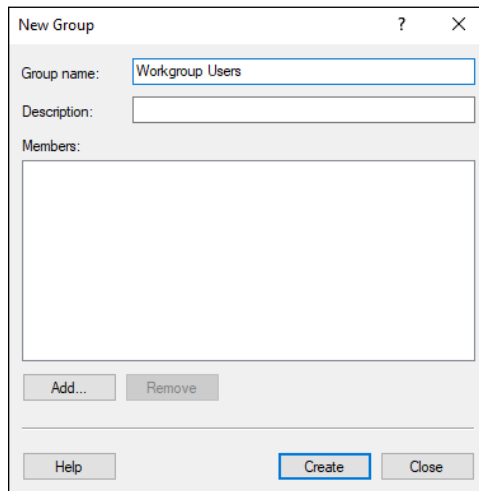 New Group ?
Group name: Workgroup Users
Description:
Members:
Add... Remove
Help Create Close